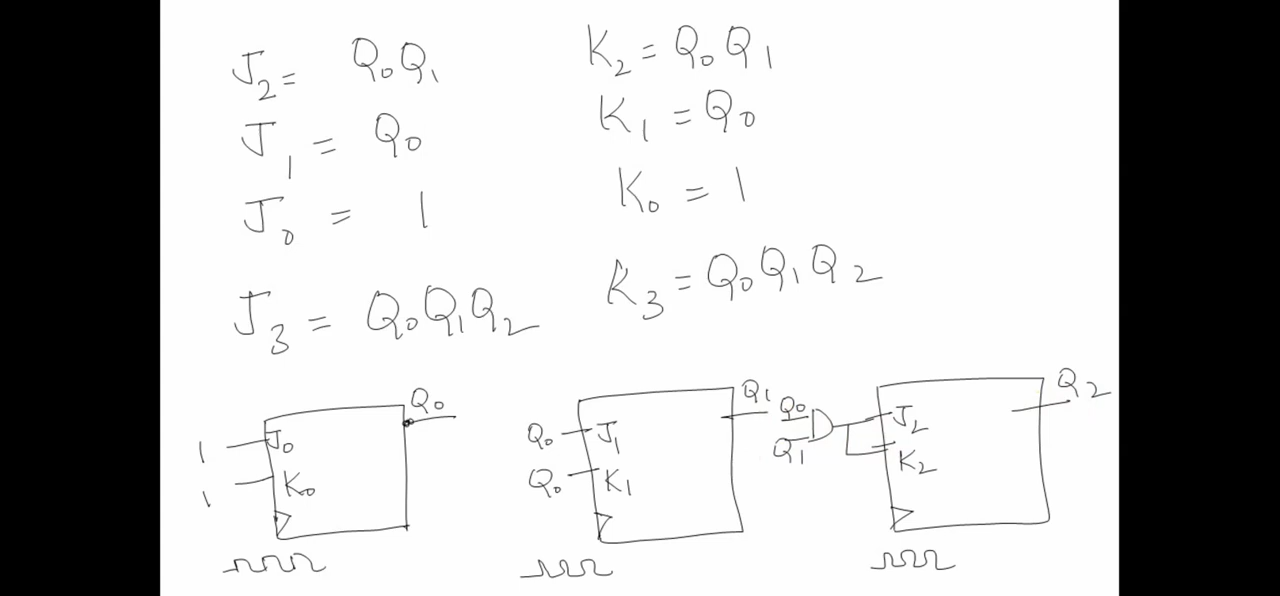 J₂ = Q₀Q₁ K₂ = Q₀Q₁
J₁ = Q₀ K₁ = Q₀
J₀ = 1 K₀ = 1
J₃ = Q₀Q₁Q₂ K₃ = Q₀Q₁Q₂
Q₀ Q₁ Q₂
1 J₀ Q₀ J₁ Q₀ J₂
1 K₀ Q₀ K₁ Q₁ K₂